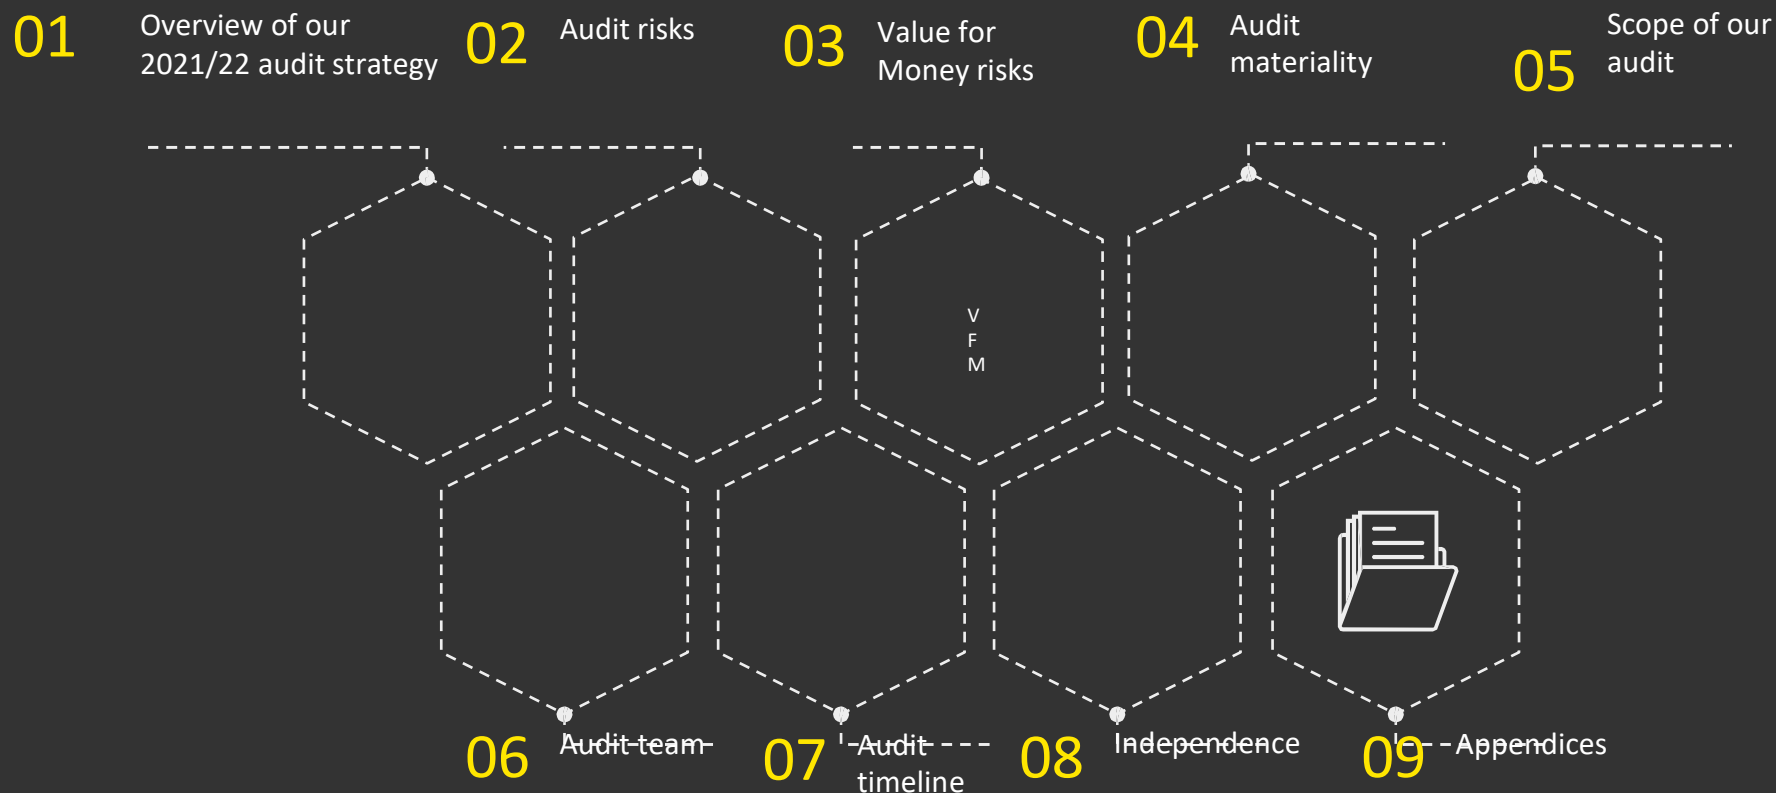 01
Overview of our
2021/22 audit strategy
02
Audit risks
03
Value for
Money risks
04
Audit
materiality
05
Scope of our
audit
V
F
M
06
Audit team
07
Audit
timeline
08
Independence
09
Appendices